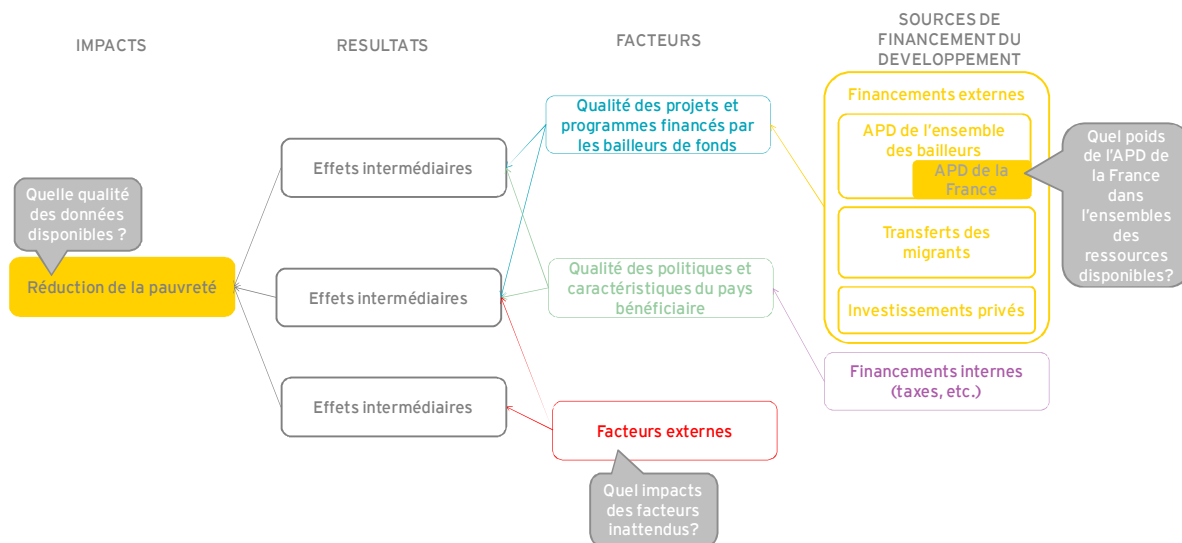 IMPACTS
RESULTATS
FACTEURS
SOURCES DE
FINANCEMENT DU
DEVELOPPEMENT
Quelle qualité
des données
disponibles ?
Réduction de la pauvreté
Effets intermédiaires
Effets intermédiaires
Effets intermédiaires
Qualité des projets et
programmes financés par
les bailleurs de fonds
Qualité des politiques et
caractéristiques du pays
bénéficiaire
Facteurs externes
Quel impacts
des facteurs
inattendus?
Financements externes
APD de l'ensemble
des bailleurs
APD de la
France
Transferts des
migrants
Investissements privés
Financements internes
(taxes, etc.)
Quel poids
de l'APD de
la France
dans
l'ensembles
des
ressources
disponibles?